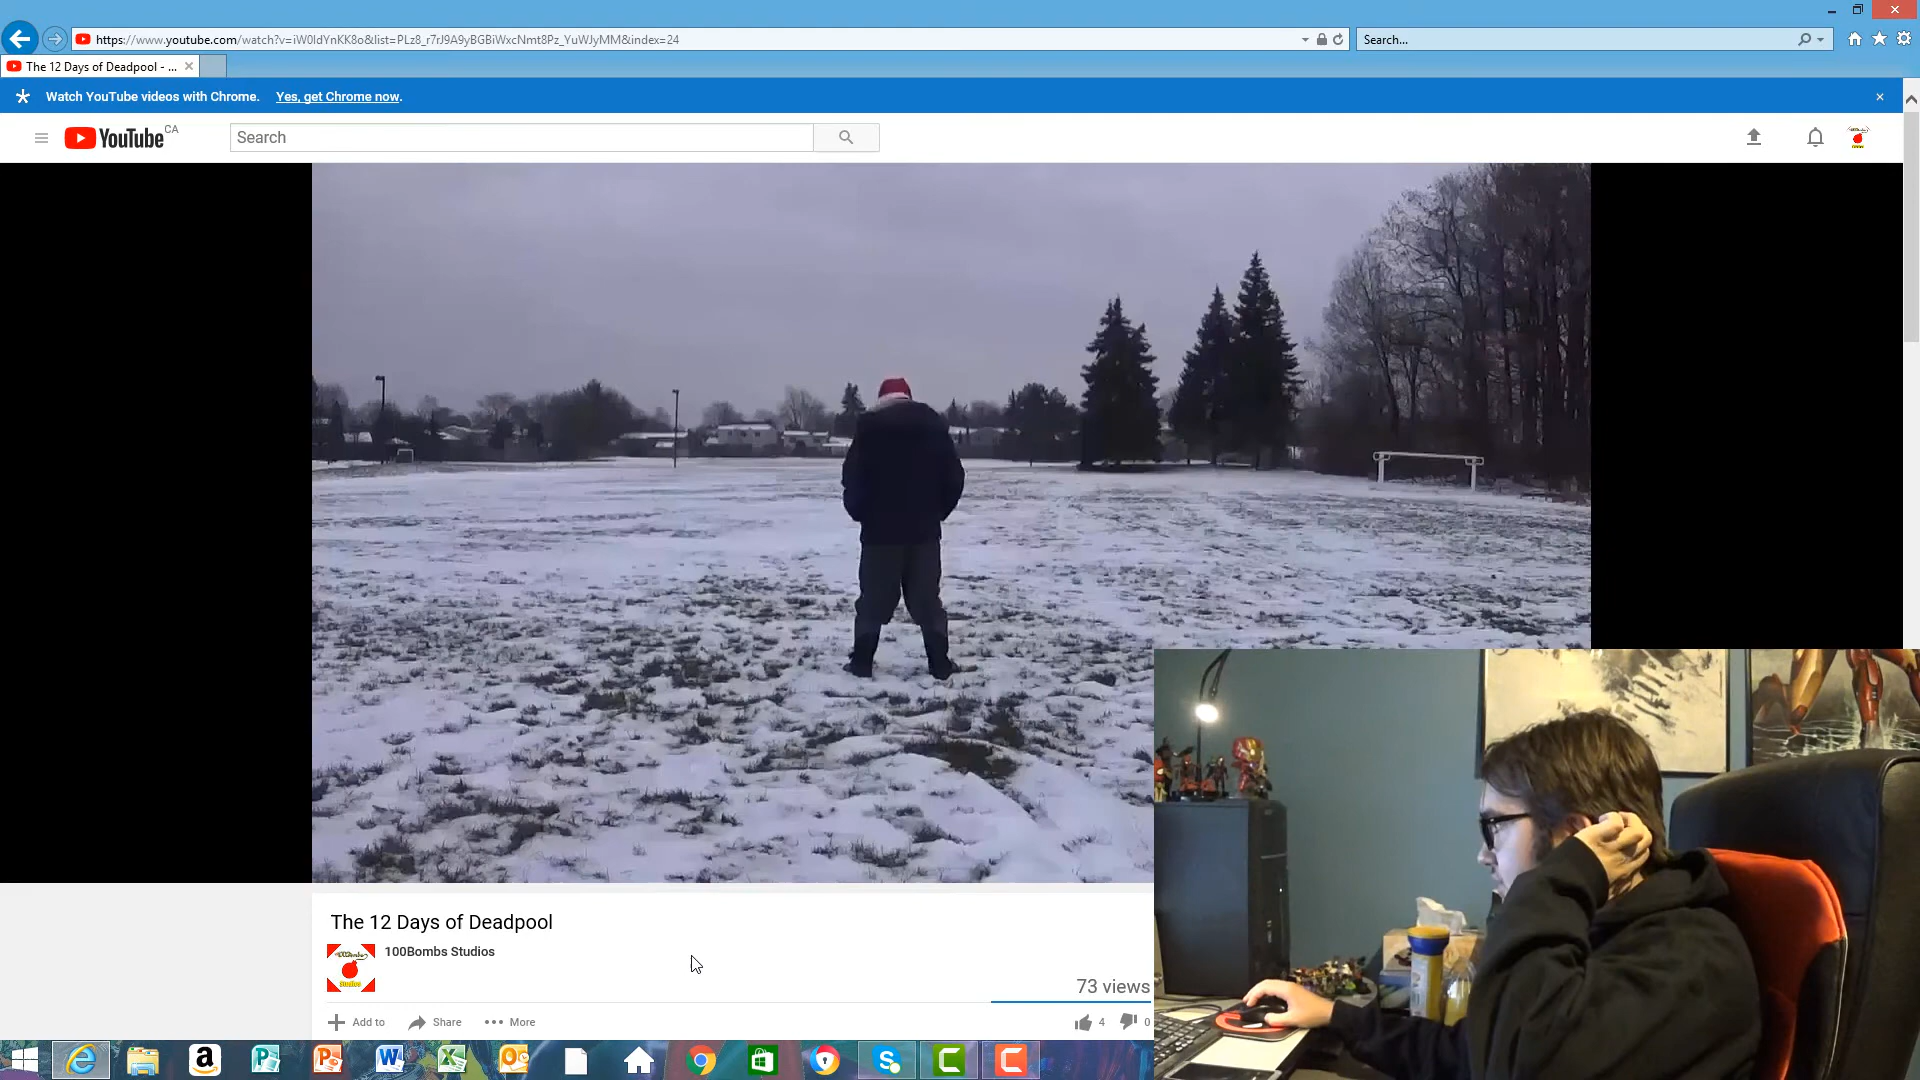 https://www.youtube.com/watch?v=iW0IdYnKK8o&list=PLz8_r7rJ9A9yBGBiWxcNmt8Pz_YuWJyMM&index=24
Search...
The 12 Days of Deadpool - ...
Watch YouTube videos with Chrome. Yes, get Chrome now.
YouTube CA
Search
The 12 Days of Deadpool
100Bombs Studios
73 views
Add to
Share
More
4
0